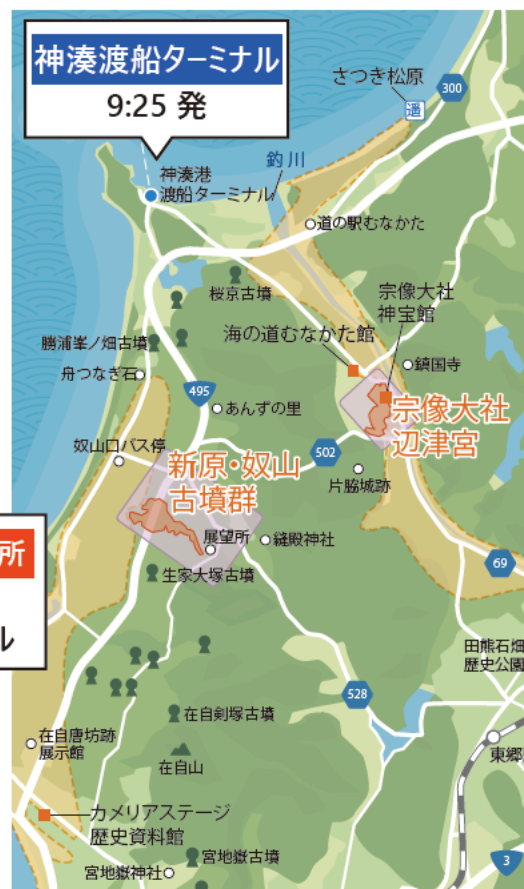 神湊渡船ターミナル
9:25 発
さつき松原
300
神湊港
渡船ターミナル
釣川
道の駅むなかた
桜京古墳
宗像大社
神宝館
海の道むなかた館
勝浦峯ノ畑古墳
鎮国寺
舟つなぎ石
495
あんずの里
宗像大社
辺津宮
奴山口バス停
502
新原・奴山
古墳群
片脇城跡
所
展望所
縫殿神社
69
生家大塚古墳
ル
田熊石畑
歴史公園
528
在自剣塚古墳
在自唐坊跡
展示館
東郷
在自山
カメリアステージ
歴史資料館
宮地嶽古墳
3
宮地嶽神社